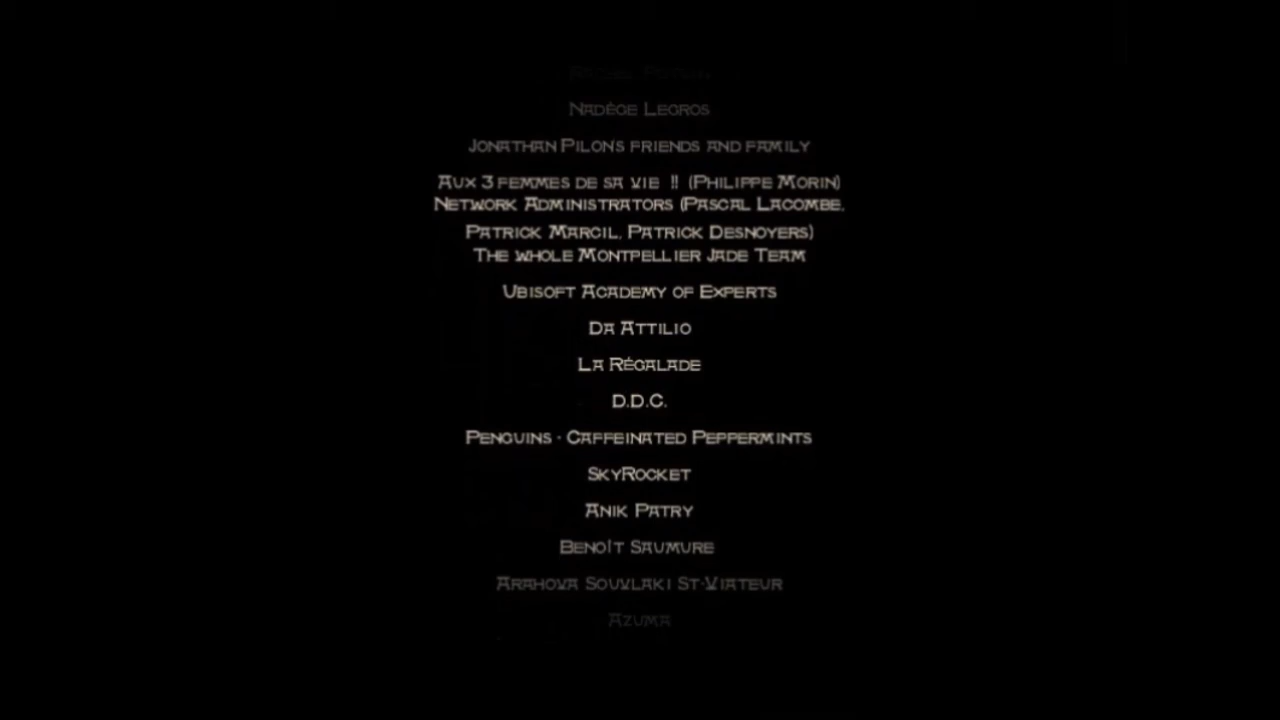 Nadège Legros
Jonathan Pilon's friends and family
Aux 3 femmes de sa vie !! (Philippe Morin)
Network Administrators (Pascal Lacombe,
Patrick Marcil, Patrick Desnoyers)
The whole Montpellier Jade Team
Ubisoft Academy of Experts
Da Attilio
La Régalade
D.D.C.
Penguins · Caffeinated Peppermints
SkyRocket
Anik Patry
Benoît Saumure
Arahova Souvlaki St-Viateur
Azuma